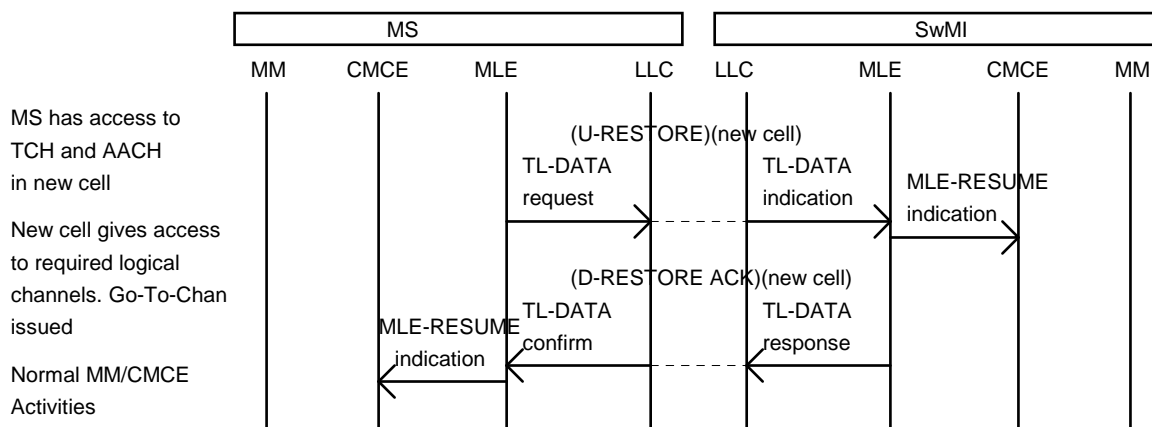 MS SwMI
MM CMCE MLE LLC LLC MLE CMCE MM
MS has access to
TCH and AACH
in new cell
(U-RESTORE)(new cell)
TL-DATA
request
TL-DATA
indication
MLE-RESUME
indication
New cell gives access
to required logical
channels. Go-To-Chan
issued
(D-RESTORE ACK)(new cell)
MLE-RESUME
indication
TL-DATA
confirm
TL-DATA
response
Normal MM/CMCE
Activities